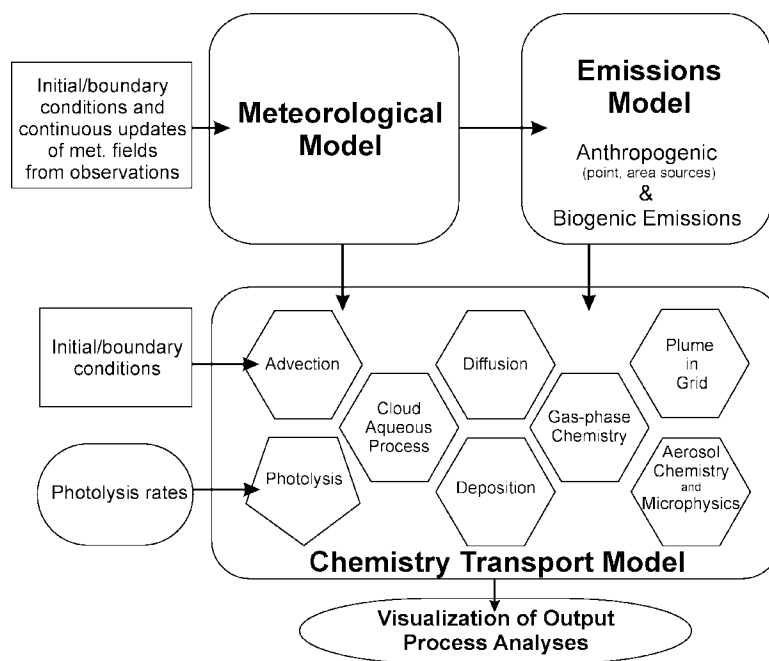 Initial/boundary
conditions and
continuous updates
of met. fields
from observations
Meteorological
Model
Emissions
Model
Anthropogenic
(point, area sources)
&
Biogenic Emissions
Initial/boundary
conditions
Advection
Diffusion
Plume
in
Grid
Cloud
Aqueous
Process
Gas-phase
Chemistry
Photolysis rates
Photolysis
Deposition
Aerosol
Chemistry
and
Microphysics
Chemistry Transport Model
Visualization of Output
Process Analyses